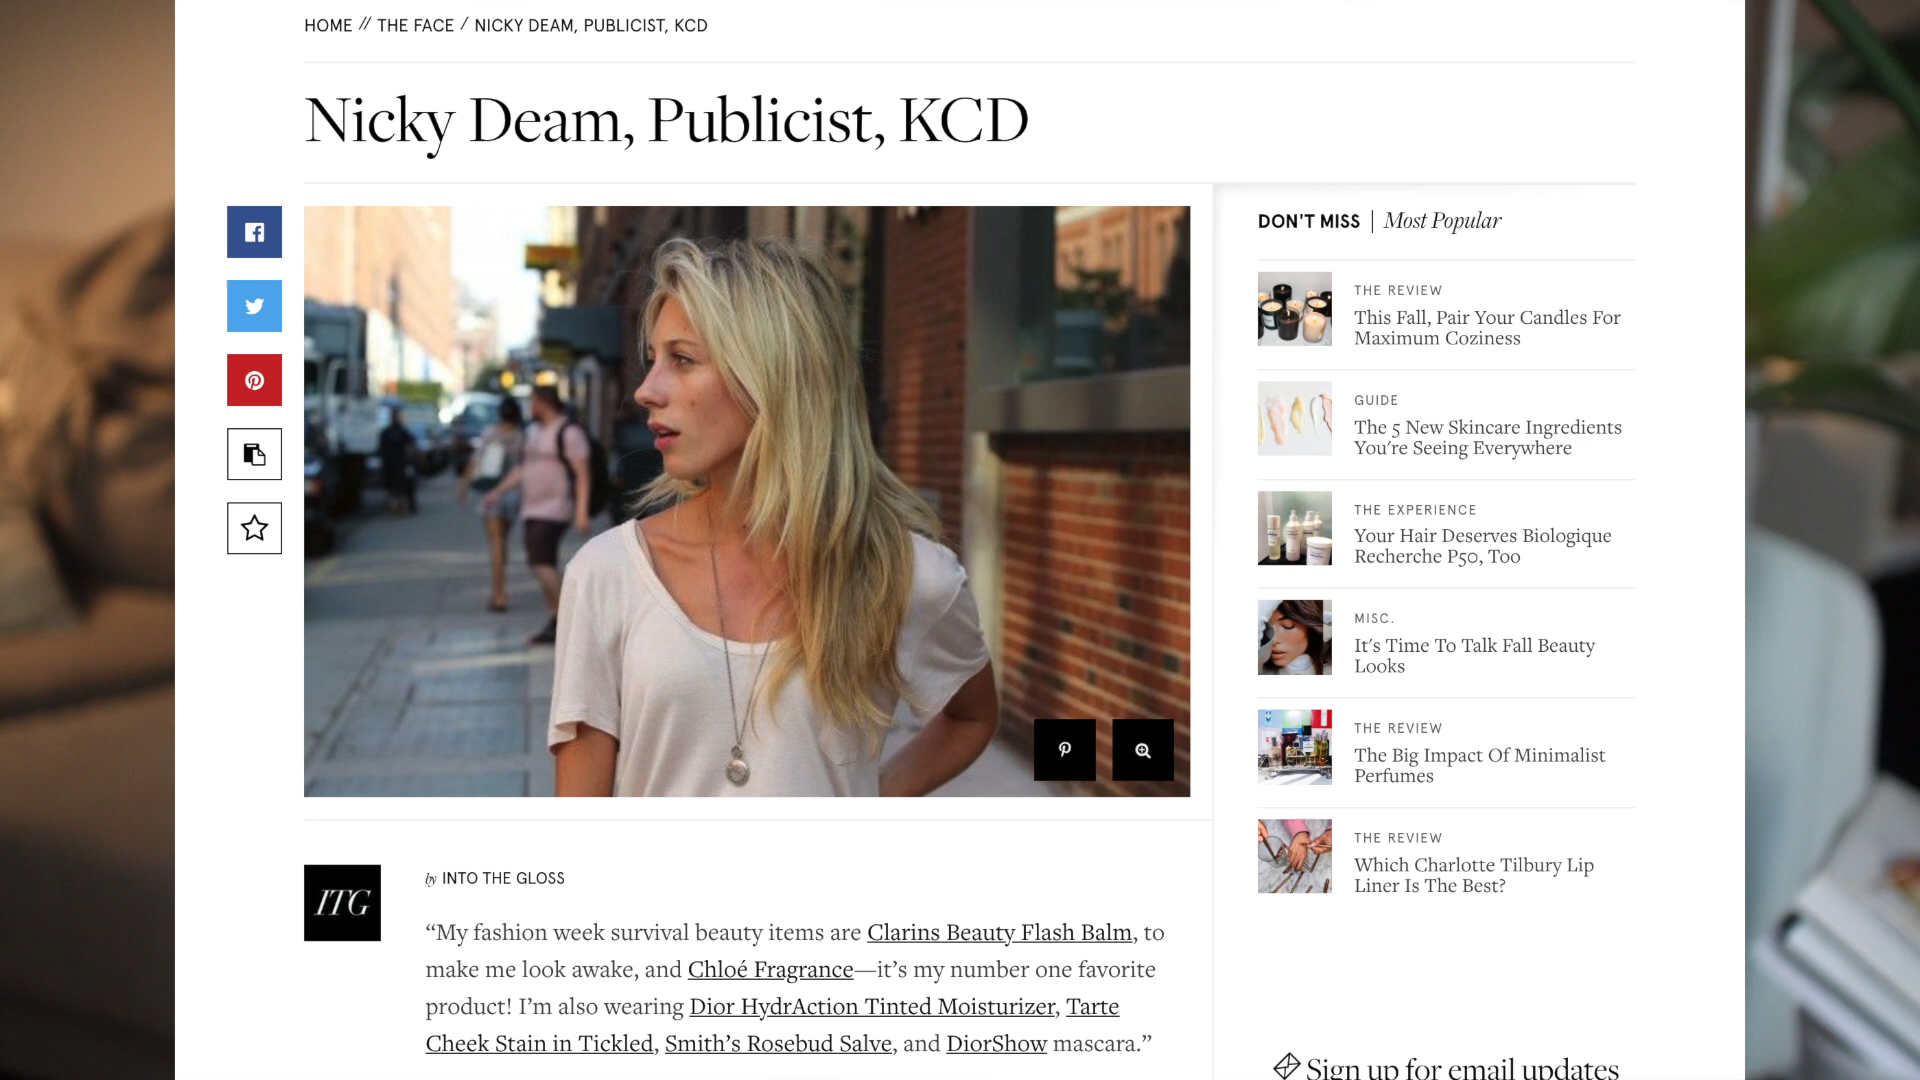 HOME // THE FACE / NICKY DEAM, PUBLICIST, KCD
Nicky Deam, Publicist, KCD
DON'T MISS | Most Popular
THE REVIEW
This Fall, Pair Your Candles For
Maximum Coziness
GUIDE
The 5 New Skincare Ingredients
You're Seeing Everywhere
THE EXPERIENCE
Your Hair Deserves Biologique
Recherche P50, Too
MISC.
It's Time To Talk Fall Beauty
Looks
THE REVIEW
The Big Impact Of Minimalist
Perfumes
THE REVIEW
Which Charlotte Tilbury Lip
Liner Is The Best?
ITG
by INTO THE GLOSS
“My fashion week survival beauty items are Clarins Beauty Flash Balm, to
make me look awake, and Chloé Fragrance—it’s my number one favorite
product! I’m also wearing Dior HydrAction Tinted Moisturizer, Tarte
Cheek Stain in Tickled, Smith’s Rosebud Salve, and DiorShow mascara.”
Sign up for email updates